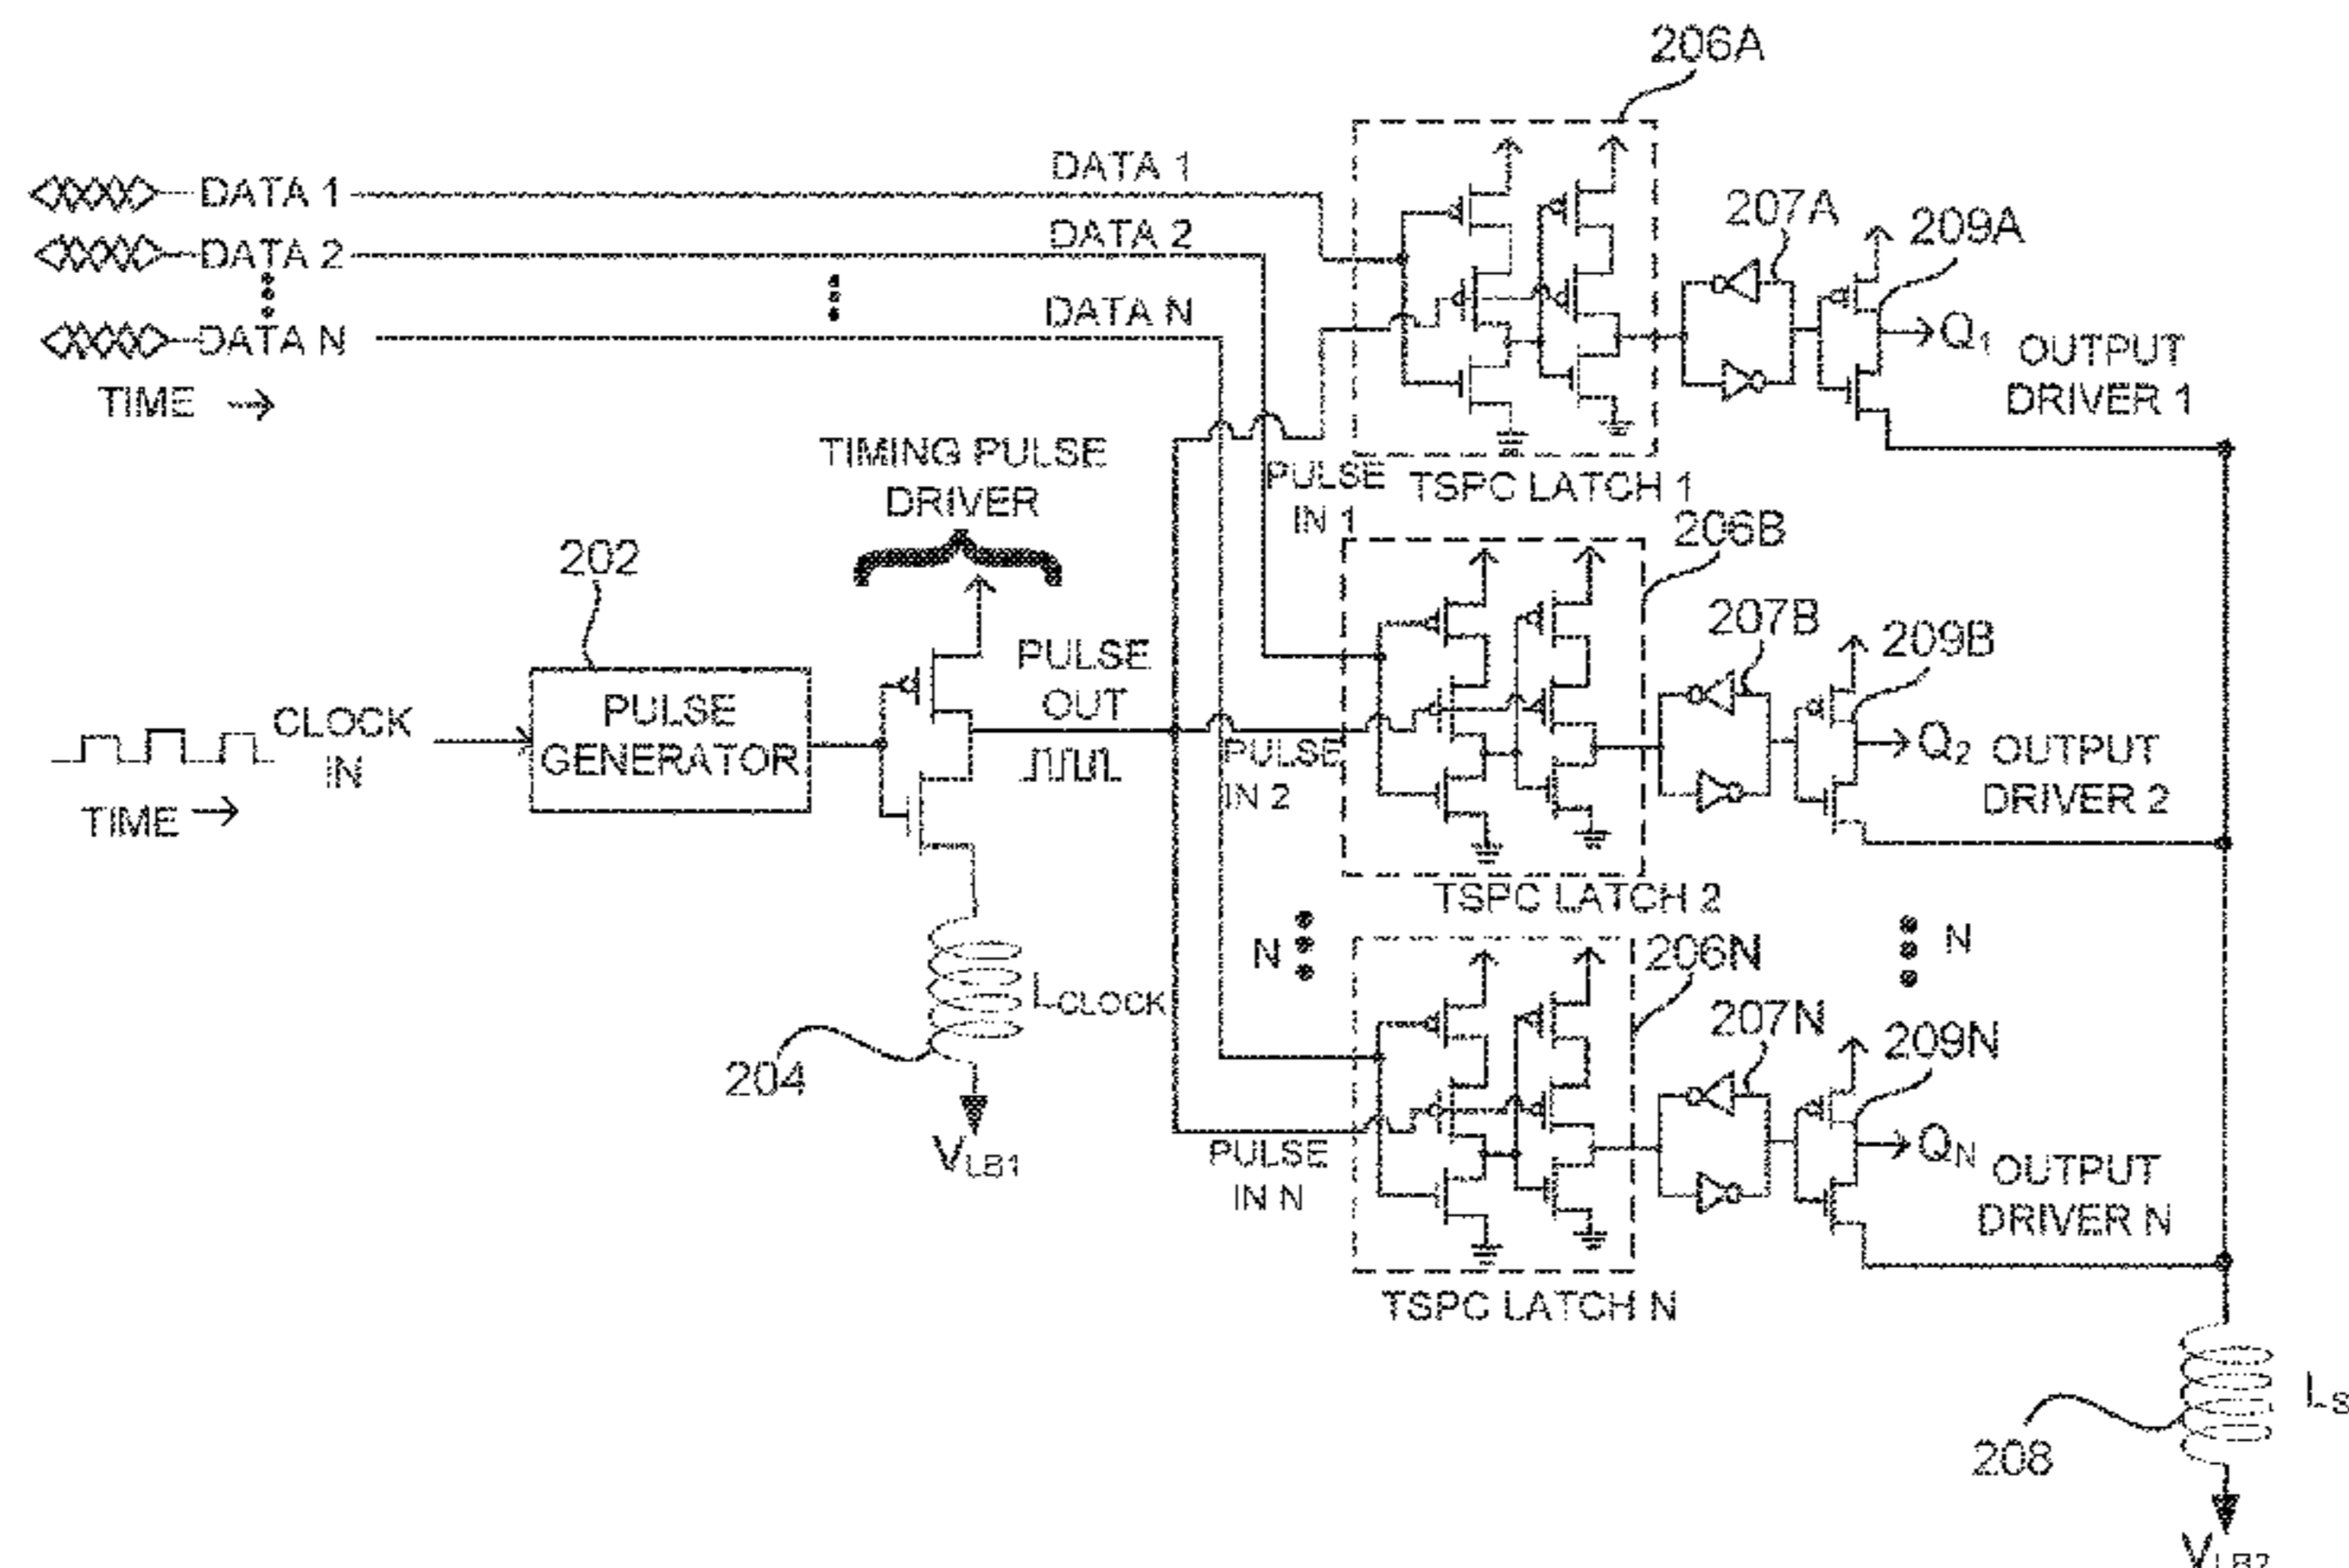 206A
DATA 1
DATA 1
DATA 2
DATA 2
DATA N
DATA N
TIME
207A
209A
Q1
OUTPUT
DRIVER 1
TIMING PULSE
DRIVER
PULSE
IN 1
TSPC LATCH 1
206B
202
PULSE
GENERATOR
CLOCK
IN
TIME
PULSE
OUT
PULSE
IN 2
207B
209B
Q2
OUTPUT
DRIVER 2
TSPC LATCH 2
N
N
206N
LCLOCK
204
VLB1
207N
209N
QN
OUTPUT
DRIVER N
PULSE
IN N
TSPC LATCH N
LS
208
VLB2